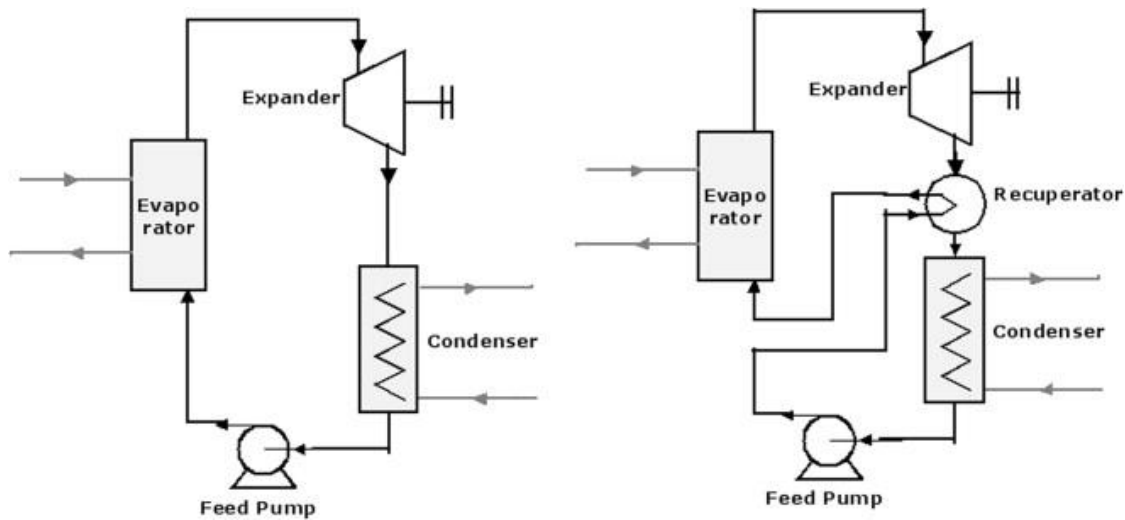 Expander
Evapo
rator
Condenser
Feed Pump
Expander
Evapo
rator
Recuperator
Condenser
Feed Pump